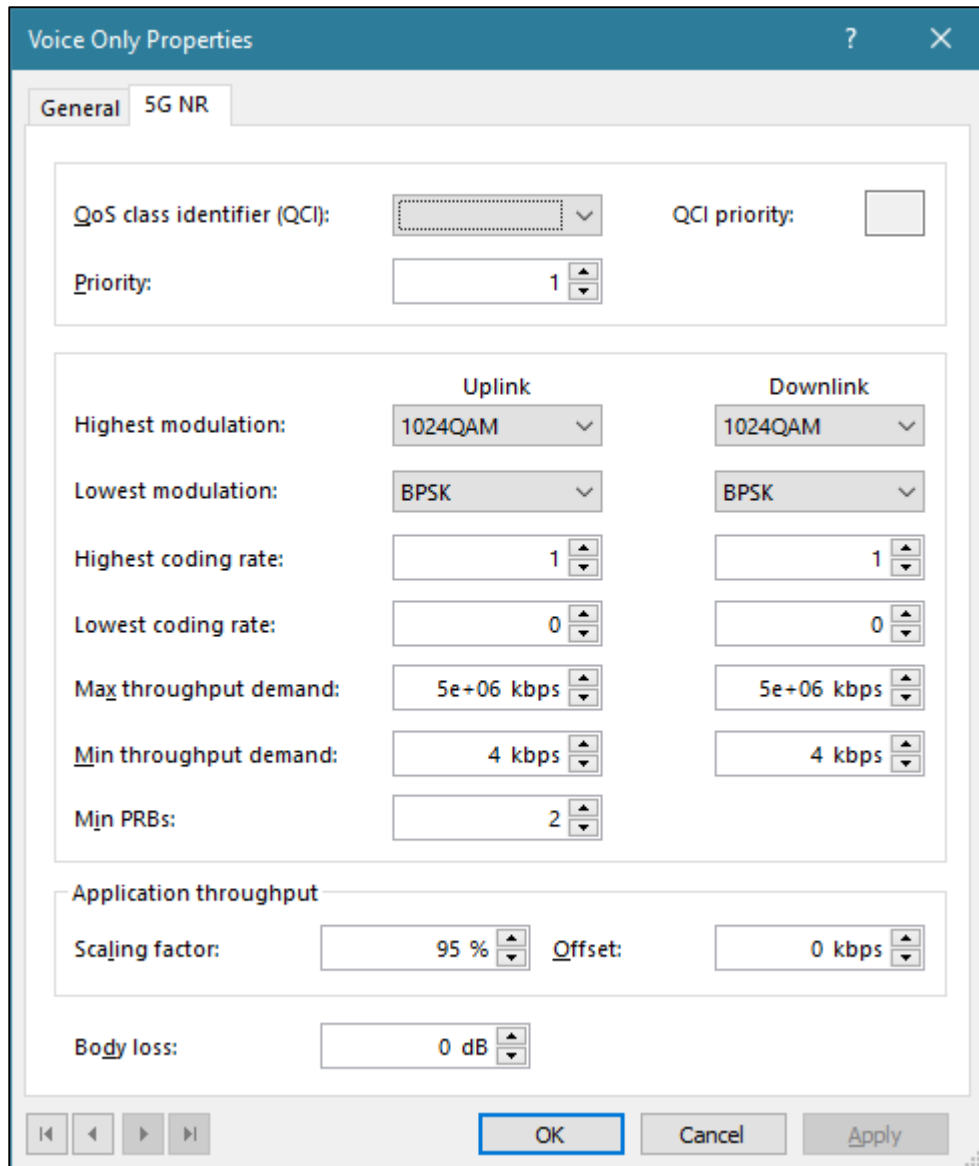 Voice Only Properties ?
General 5G NR
QoS class identifier (QCI): QCI priority:
Priority: 1
Uplink Downlink
Highest modulation: 1024QAM 1024QAM
Lowest modulation: BPSK BPSK
Highest coding rate: 1 1
Lowest coding rate: 0 0
Max throughput demand: 5e+06 kbps 5e+06 kbps
Min throughput demand: 4 kbps 4 kbps
Min PRBs: 2
Application throughput
Scaling factor: 95 % Offset: 0 kbps
Body loss: 0 dB
OK Cancel Apply